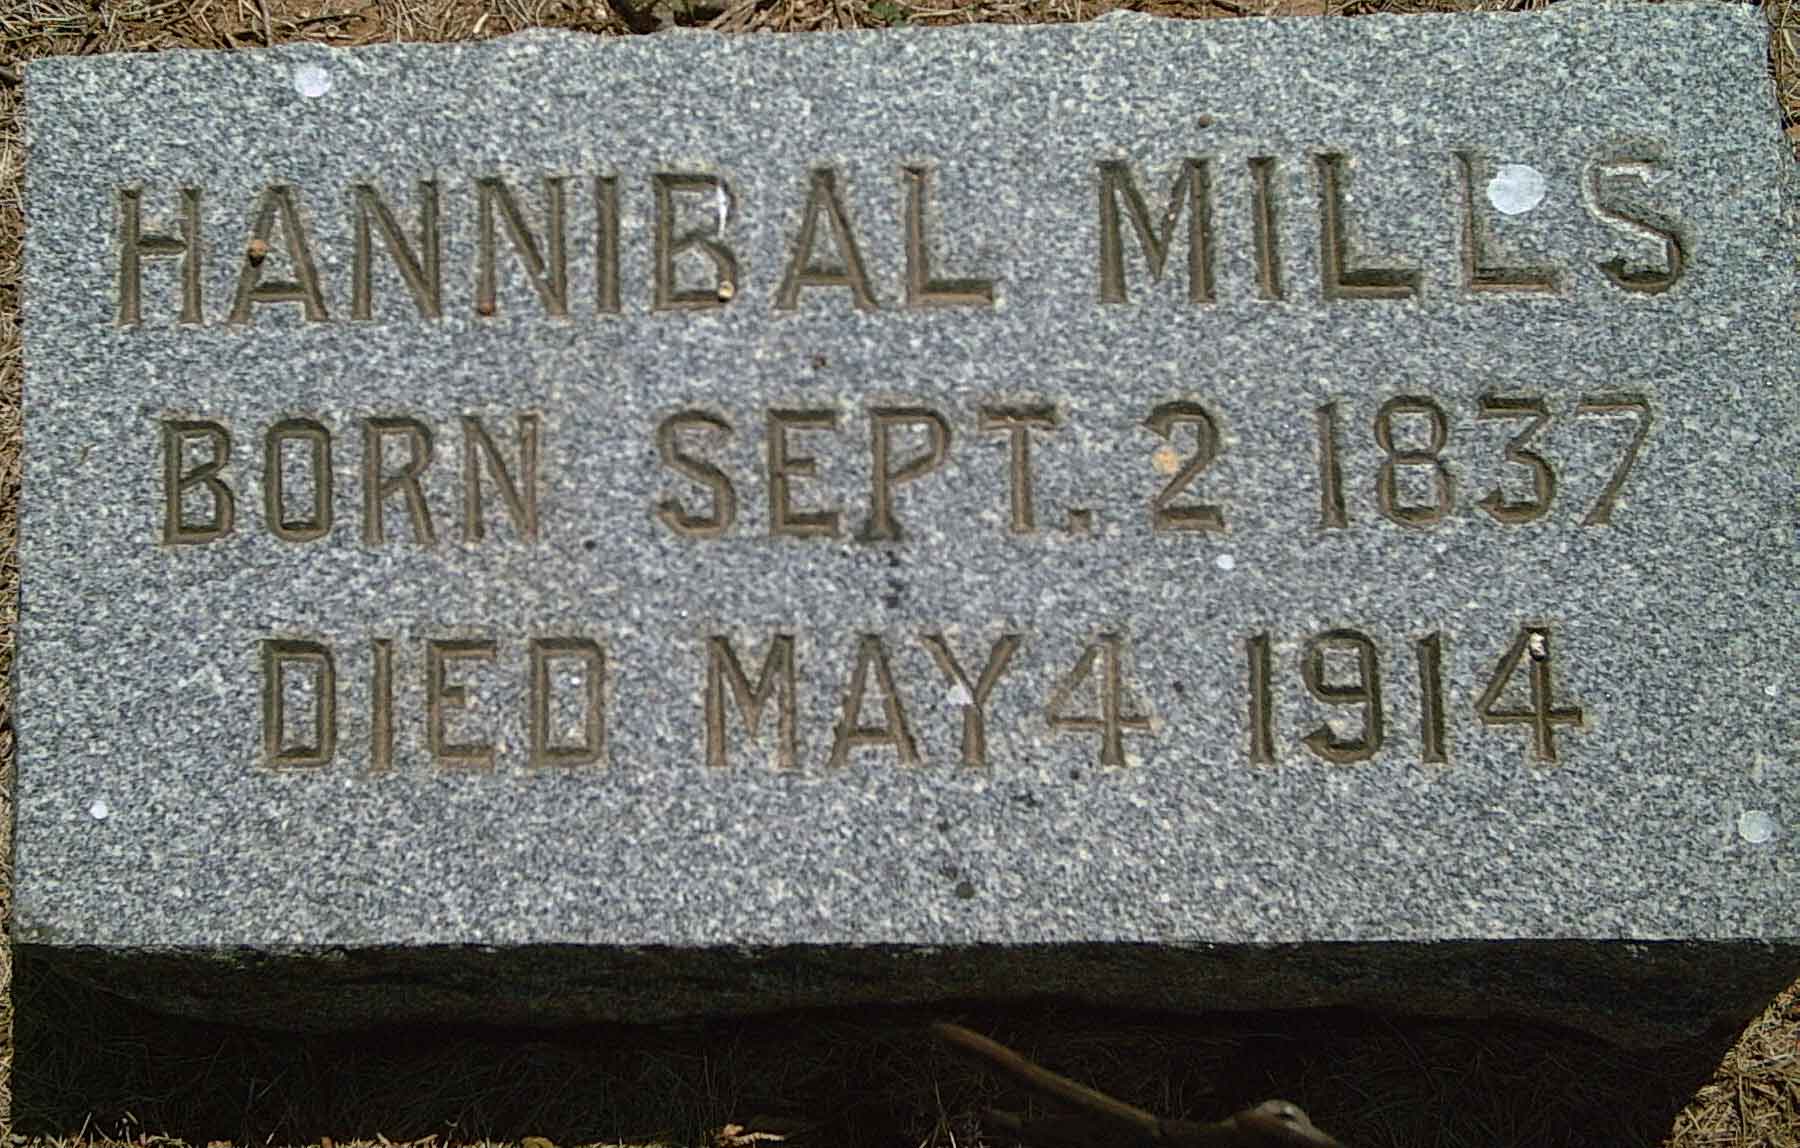 HANNIBAL MILLS
BORN SEPT. 2 1837
DIED MAY 4 1914